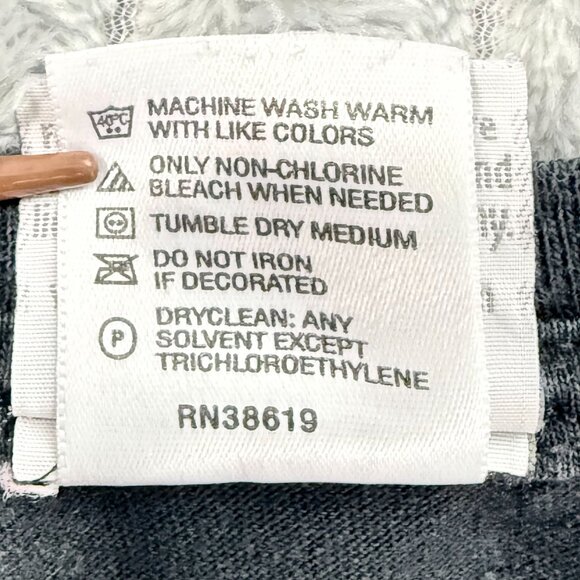 40°C
MACHINE WASH WARM
WITH LIKE COLORS
ONLY NON-CHLORINE
BLEACH WHEN NEEDED
TUMBLE DRY MEDIUM
DO NOT IRON
IF DECORATED
P
DRYCLEAN: ANY
SOLVENT EXCEPT
TRICHLOROETHYLENE
RN38619